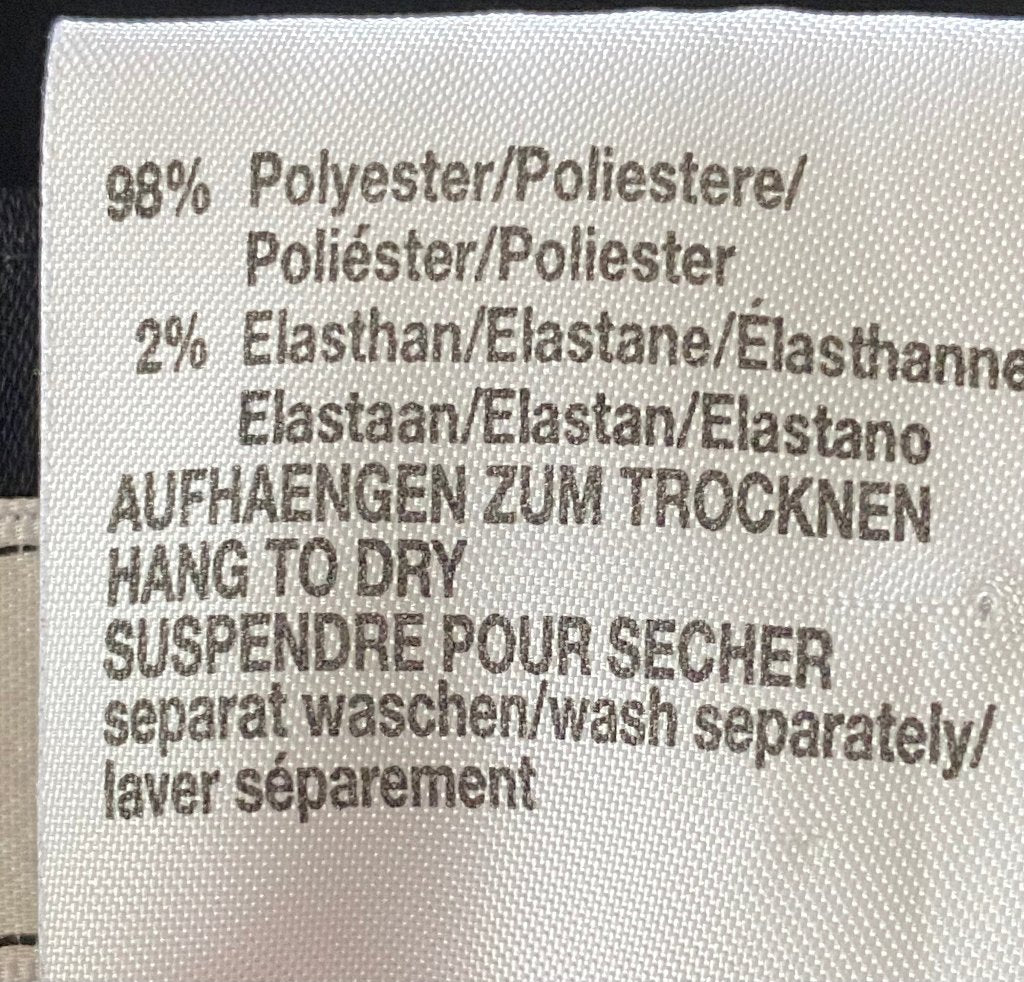 98% Polyester/Poliestere/
Poliéster/Poliester
2% Elasthan/Elastane/Élasthanne
Elastaan/Elastan/Elastano
AUFHAENGEN ZUM TROCKNEN
HANG TO DRY
SUSPENDRE POUR SECHER
separat waschen/wash separately/
laver séparement